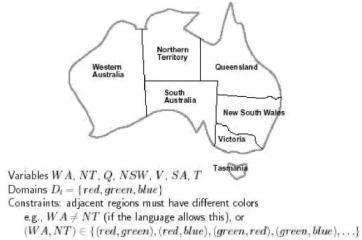 Northern
Territory
Western
Australia
Queensland
South
Australia
New South Wales
Victoria
Tasmania
Variables WA, NT, Q, NSW, V, SA, T
Domains Dᵢ = {red, green, blue}
Constraints: adjacent regions must have different colors
e.g., WA ≠ NT (if the language allows this), or
(WA, NT) ∈ {(red, green), (red, blue), (green, red), (green, blue), ...}